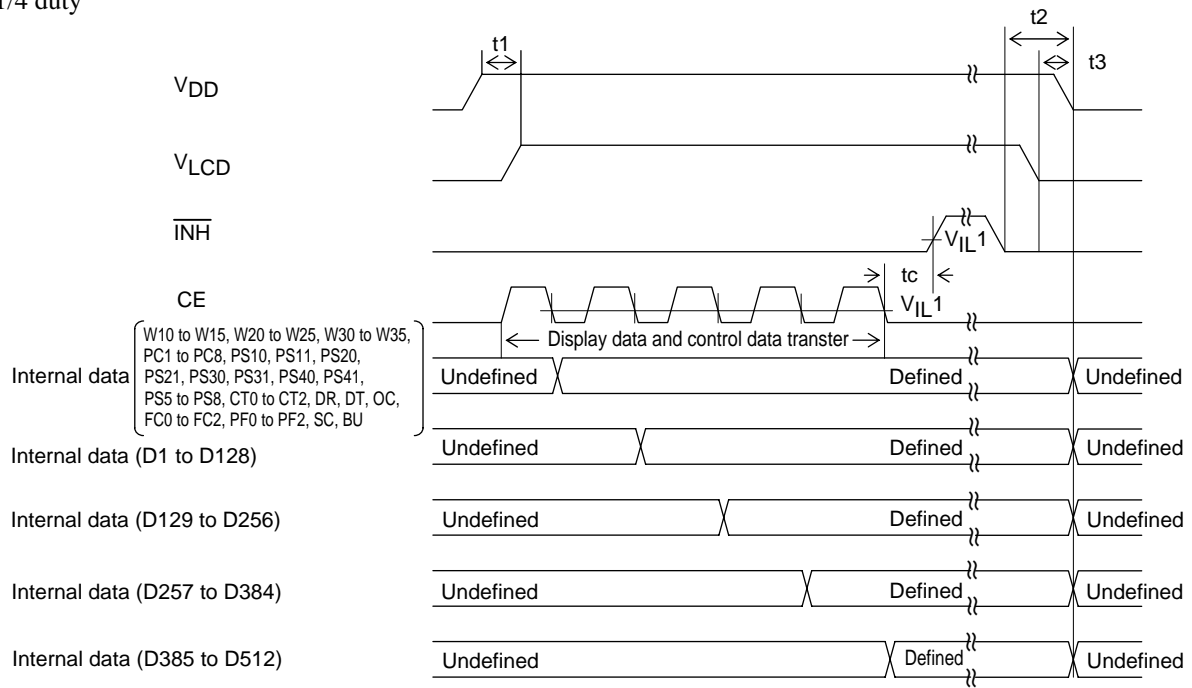 1/4 duty
t1
t2
t3
VDD
VLCD
INH
VIL1
tc
CE
VIL1
W10 to W15, W20 to W25, W30 to W35,
PC1 to PC8, PS10, PS11, PS20,
PS21, PS30, PS31, PS40, PS41,
PS5 to PS8, CT0 to CT2, DR, DT, OC,
FC0 to FC2, PF0 to PF2, SC, BU
Display data and control data transter
Internal data
Undefined
Defined
Undefined
Internal data (D1 to D128)
Undefined
Defined
Undefined
Internal data (D129 to D256)
Undefined
Defined
Undefined
Internal data (D257 to D384)
Undefined
Defined
Undefined
Internal data (D385 to D512)
Undefined
Defined
Undefined